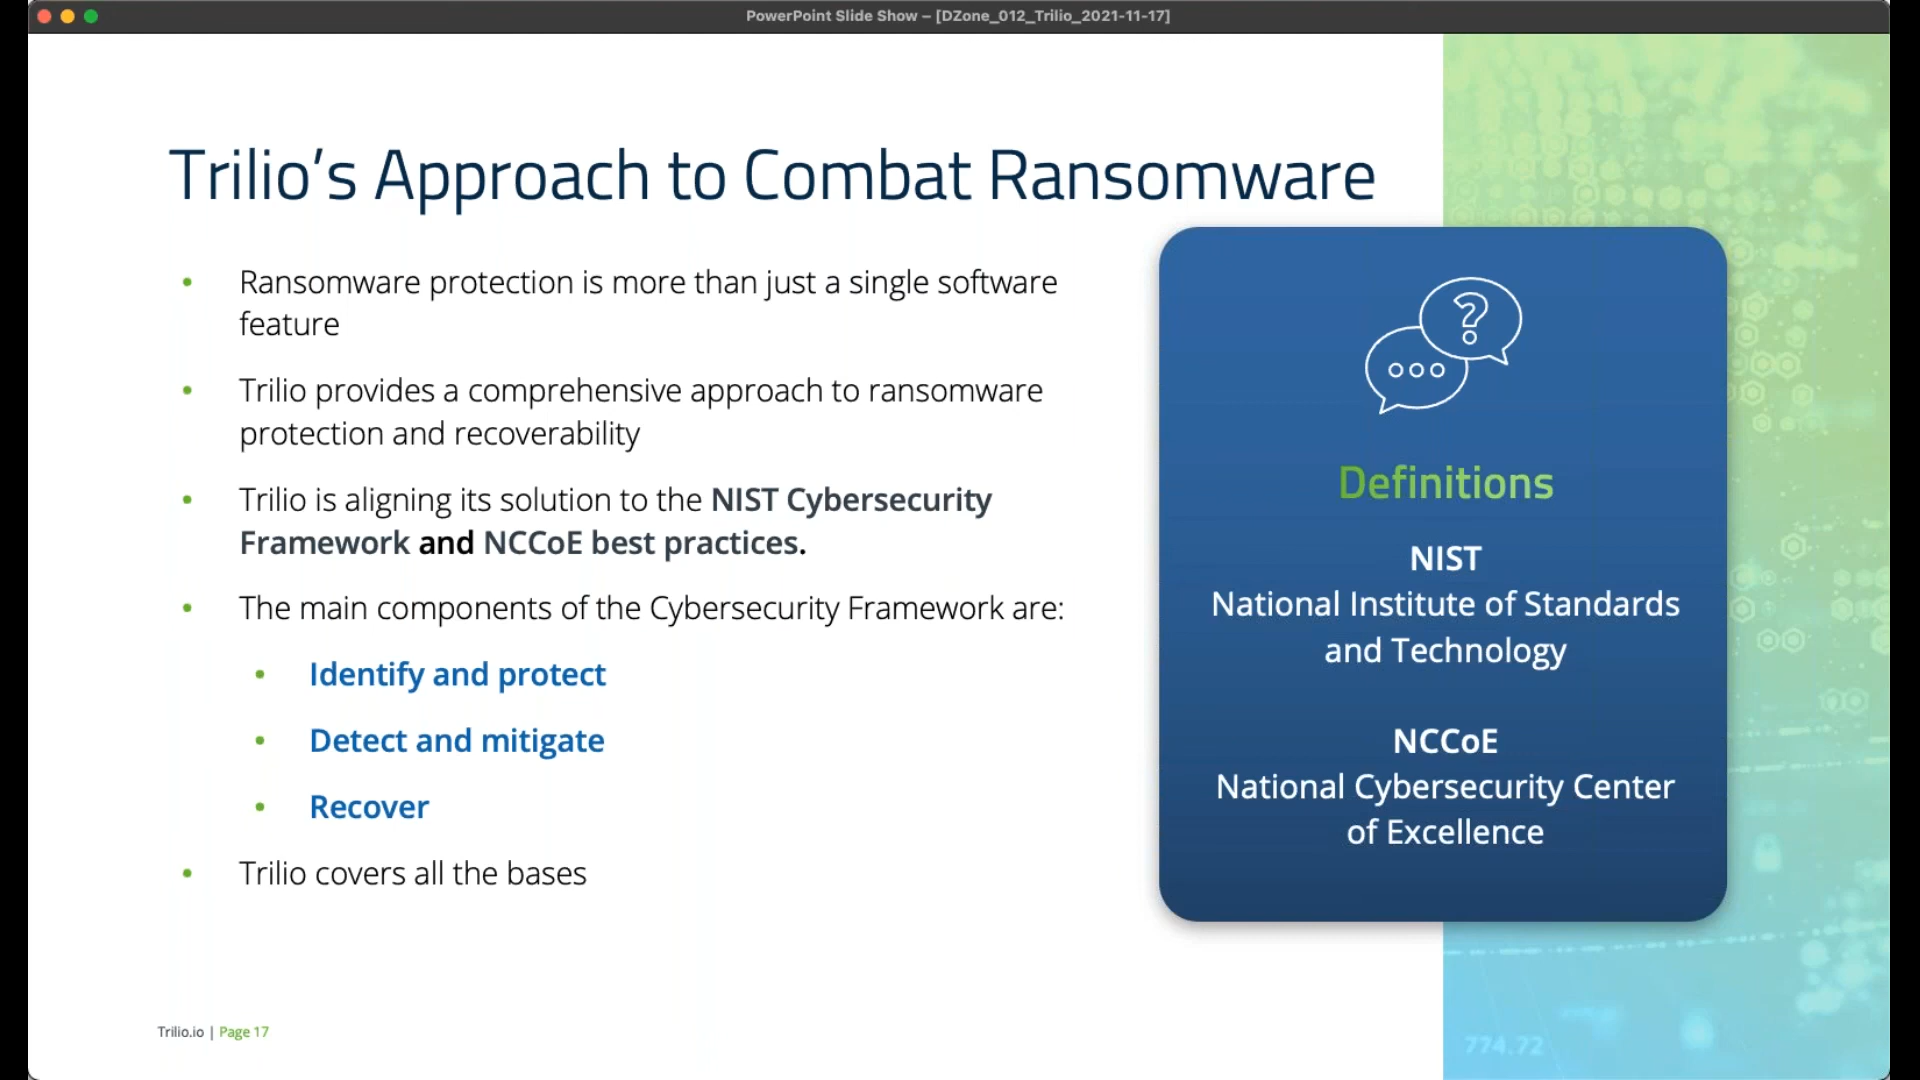 PowerPoint Slide Show – [DZone_012_Trilio_2021-11-17]
Trilio’s Approach to Combat Ransomware
• Ransomware protection is more than just a single software
feature
• Trilio provides a comprehensive approach to ransomware
protection and recoverability
• Trilio is aligning its solution to the NIST Cybersecurity
Framework and NCCoE best practices.
• The main components of the Cybersecurity Framework are:
• Identify and protect
• Detect and mitigate
• Recover
• Trilio covers all the bases
?
Definitions
NIST
National Institute of Standards
and Technology
NCCoE
National Cybersecurity Center
of Excellence
774.72
Trilio.io | Page 17